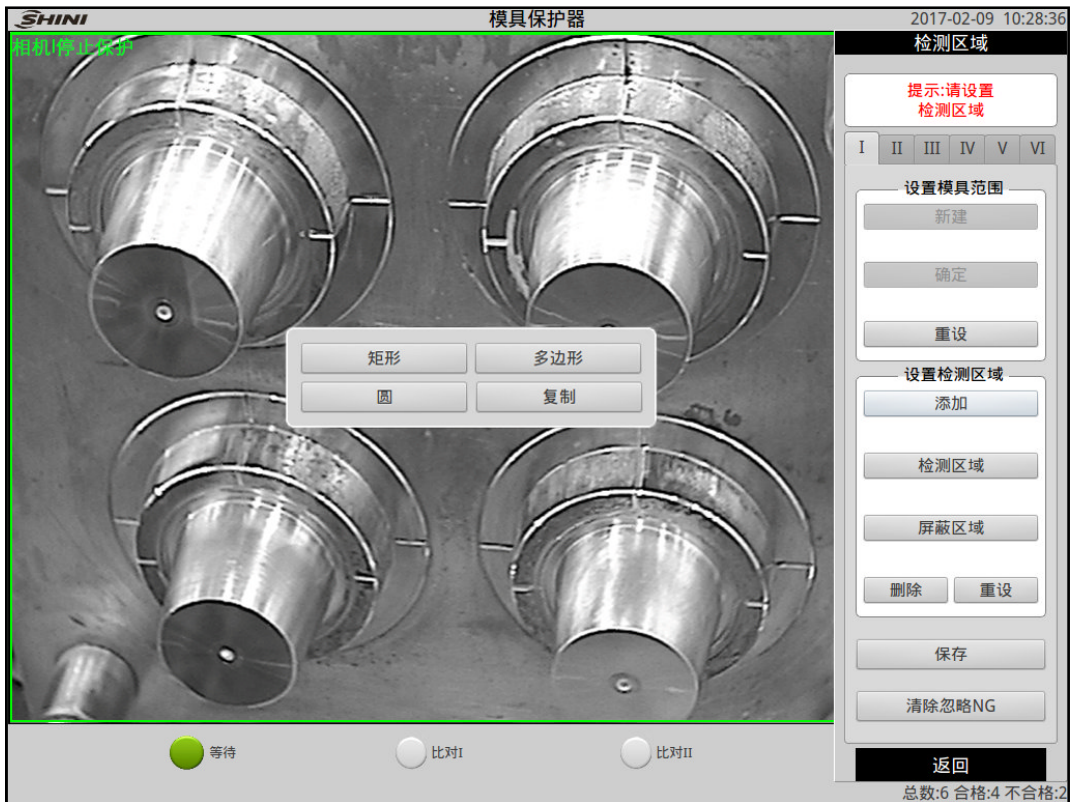 SHINI
模具保护器
2017-02-09 10:28:36
相机I停止保护
检测区域
提示:请设置
检测区域
I II III IV V VI
设置模具范围
新建
确定
重设
设置检测区域
添加
检测区域
屏蔽区域
删除 重设
保存
清除忽略NG
返回
矩形 多边形
圆 复制
等待 比对I 比对II
总数:6 合格:4 不合格:2